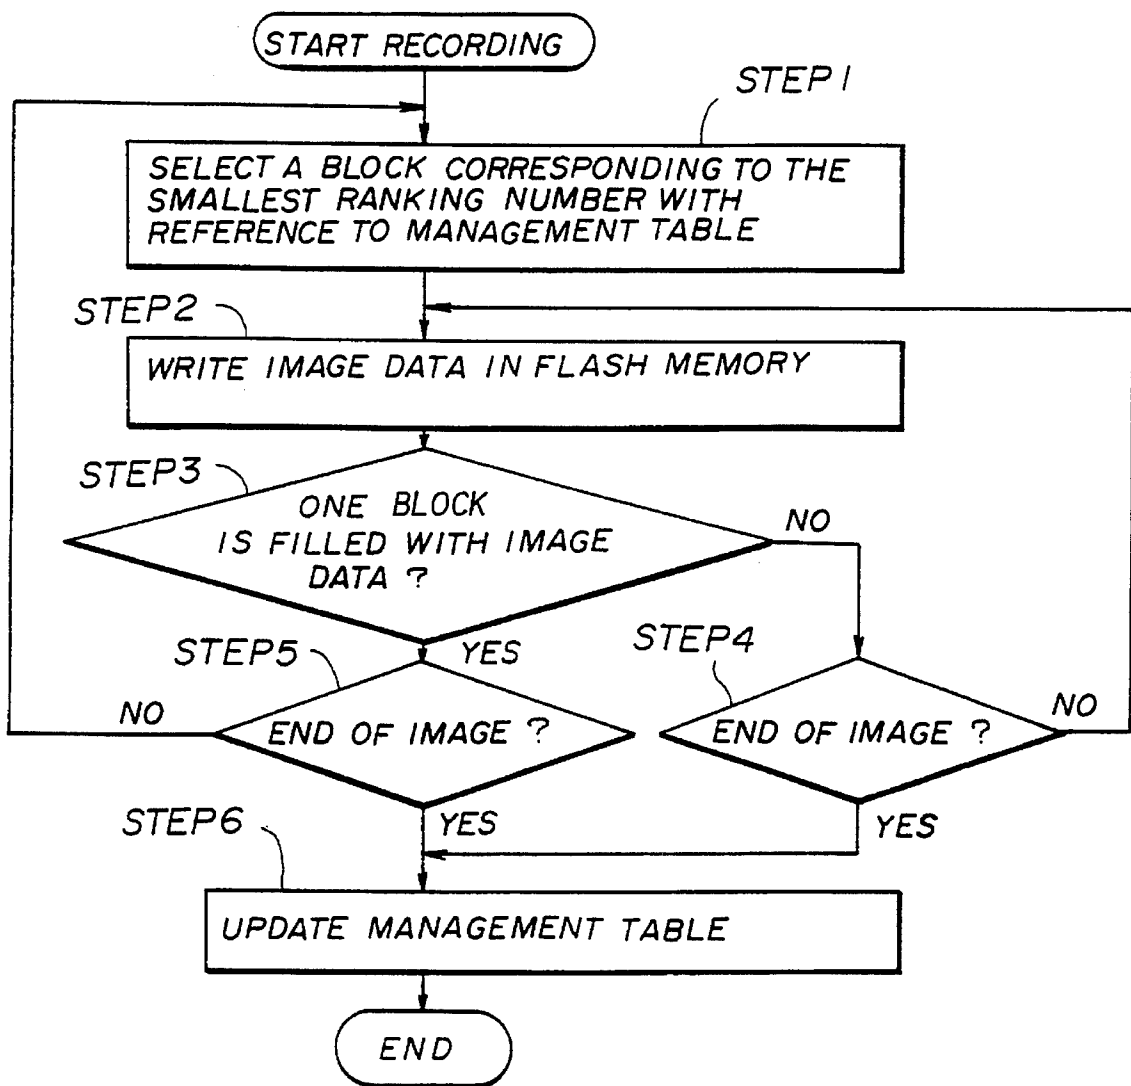 START RECORDING
STEP1
SELECT A BLOCK CORRESPONDING TO THE
SMALLEST RANKING NUMBER WITH
REFERENCE TO MANAGEMENT TABLE
STEP2
WRITE IMAGE DATA IN FLASH MEMORY
STEP3
ONE BLOCK
IS FILLED WITH IMAGE
DATA ?
NO
YES
STEP5
STEP4
NO
END OF IMAGE ?
END OF IMAGE ?
NO
YES
YES
STEP6
UPDATE MANAGEMENT TABLE
END